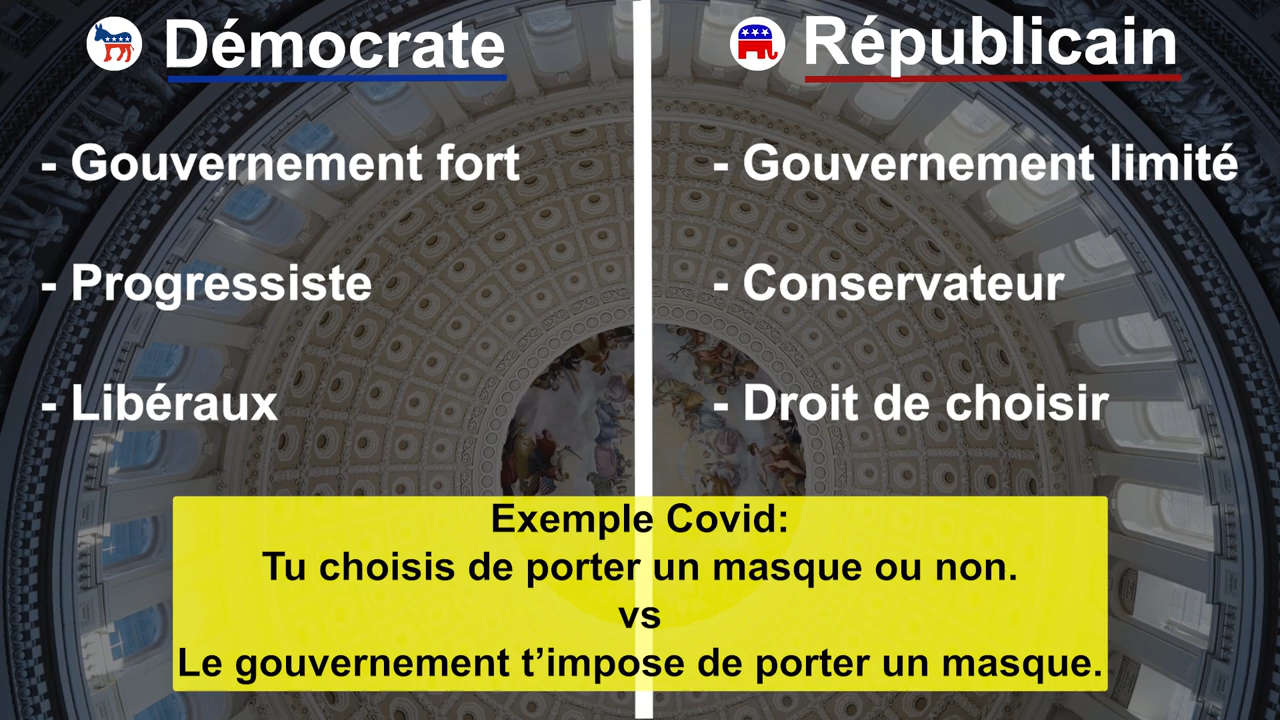 Démocrate
- Gouvernement fort
- Progressiste
- Libéraux
Républicain
- Gouvernement limité
- Conservateur
- Droit de choisir
Exemple Covid:
Tu choisis de porter un masque ou non.
vs
Le gouvernement t’impose de porter un masque.